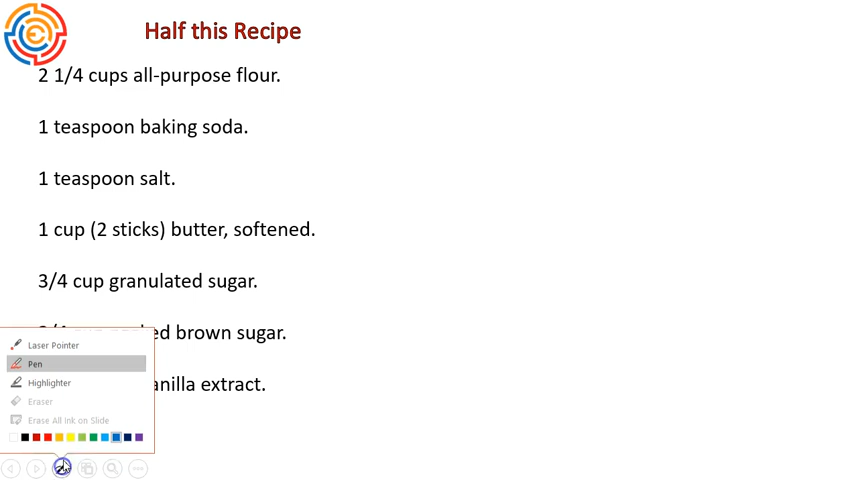 Half this Recipe
2 1/4 cups all-purpose flour.
1 teaspoon baking soda.
1 teaspoon salt.
1 cup (2 sticks) butter, softened.
3/4 cup granulated sugar.
brown sugar.
extract.
Laser Pointer
Pen
Highlighter
Eraser
Erase All Ink on Slide